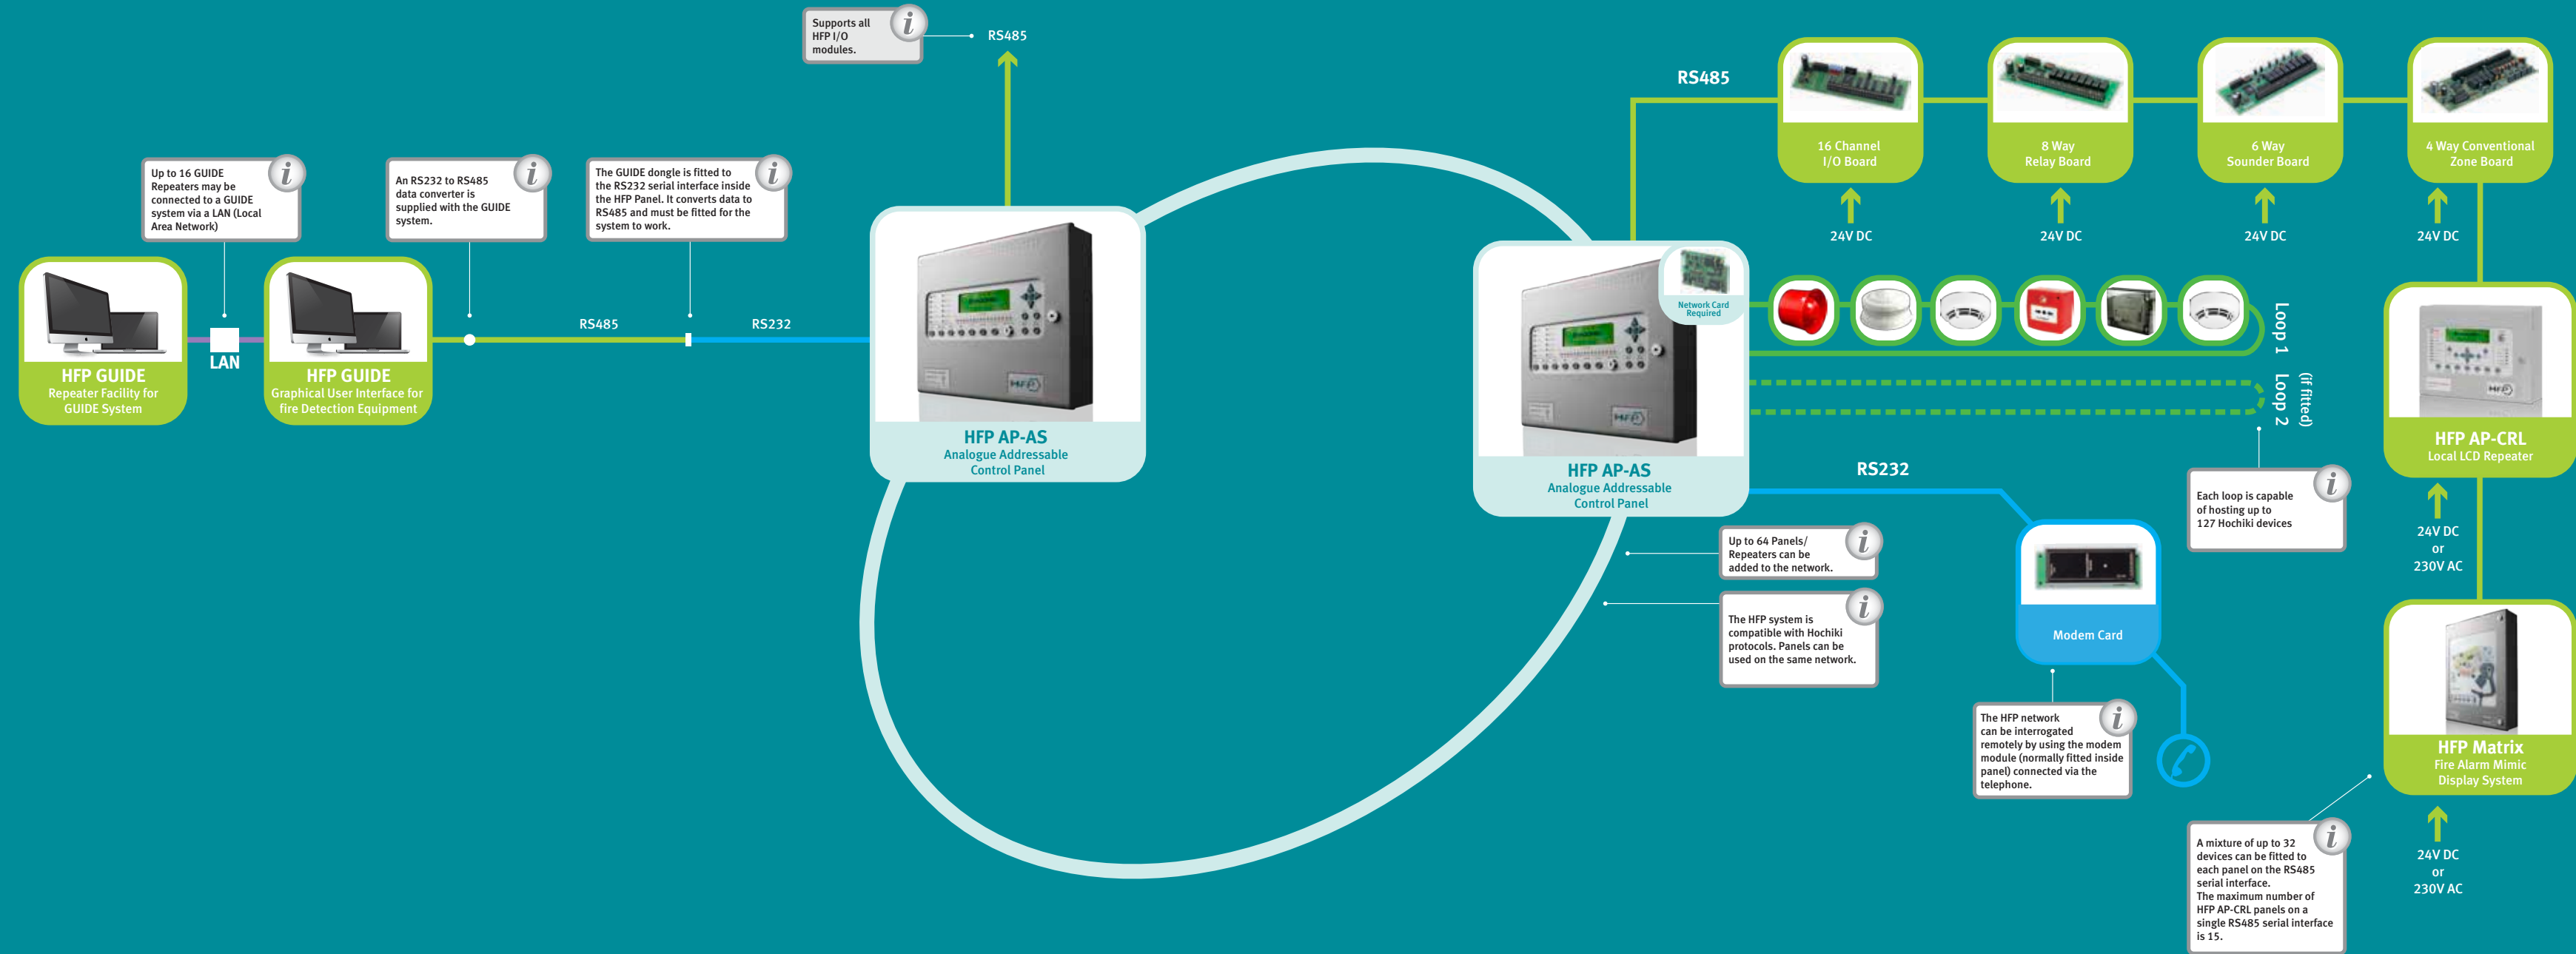 Supports all
HFP I/O
modules.
i
RS485
Up to 16 GUIDE
Repeaters may be
connected to a GUIDE
system via a LAN (Local
Area Network)
i
An RS232 to RS485
data converter is
supplied with the GUIDE
system.
i
The GUIDE dongle is fitted to
the RS232 serial interface inside
the HFP Panel. It converts data to
RS485 and must be fitted for the
system to work.
i
HFP GUIDE
Repeater Facility for
GUIDE System
LAN
HFP GUIDE
Graphical User Interface for
fire Detection Equipment
RS485
RS232
HFP
HFP AP-AS
Analogue Addressable
Control Panel
RS485
16 Channel
I/O Board
8 Way
Relay Board
6 Way
Sounder Board
4 Way Conventional
Zone Board
24V DC
24V DC
24V DC
24V DC
Network Card
Required
HFP
HFP AP-AS
Analogue Addressable
Control Panel
Loop 1
Loop 2
(if fitted)
RS232
Each loop is capable
of hosting up to
127 Hochiki devices
i
HFP
HFP AP-CRL
Local LCD Repeater
24V DC
or
230V AC
Up to 64 Panels/
Repeaters can be
added to the network.
i
The HFP system is
compatible with Hochiki
protocols. Panels can be
used on the same network.
i
Modem Card
The HFP network
can be interrogated
remotely by using the modem
module (normally fitted inside
panel) connected via the
telephone.
i
HFP Matrix
Fire Alarm Mimic
Display System
24V DC
or
230V AC
A mixture of up to 32
devices can be fitted to
each panel on the RS485
serial interface.
The maximum number of
HFP AP-CRL panels on a
single RS485 serial interface
is 15.
i